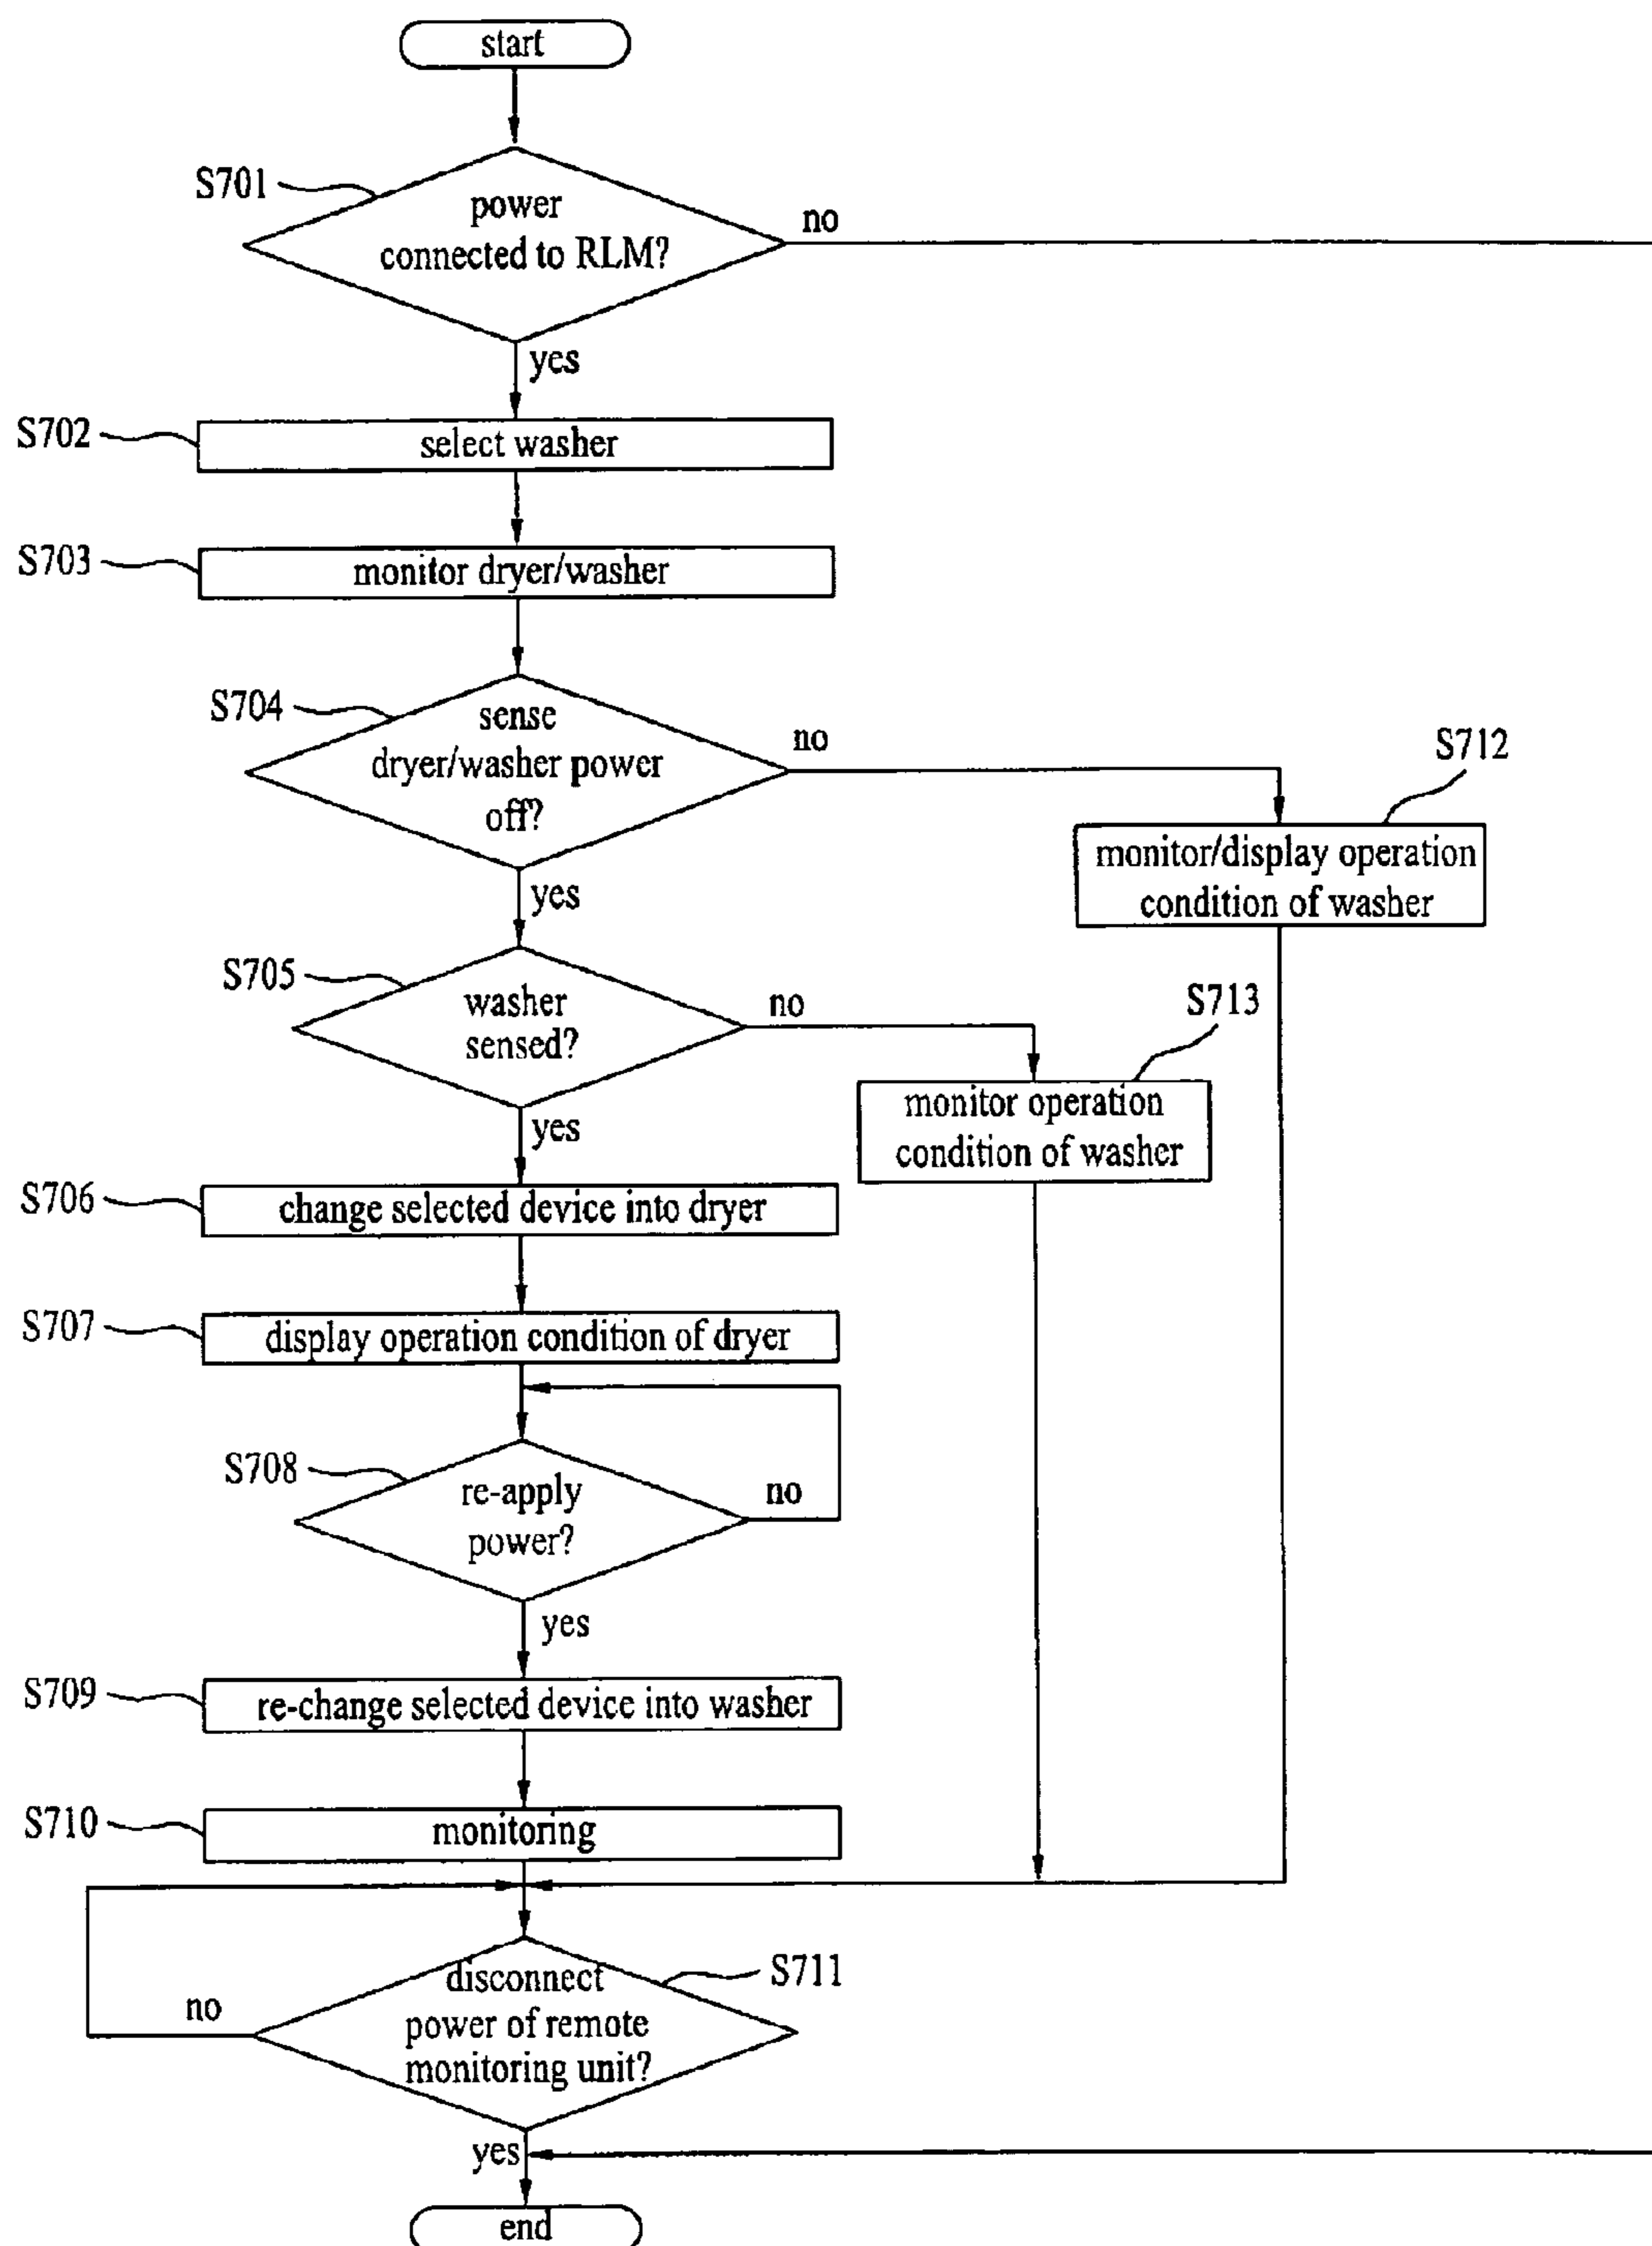 start
S701
power
connected to RLM?
no
yes
S702
select washer
S703
monitor dryer/washer
S704
sense
dryer/washer power
off?
no
yes
S712
monitor/display operation
condition of washer
S705
washer
sensed?
no
yes
S713
monitor operation
condition of washer
S706
change selected device into dryer
S707
display operation condition of dryer
S708
re-apply
power?
no
yes
S709
re-change selected device into washer
S710
monitoring
S711
disconnect
power of remote
monitoring unit?
no
yes
end